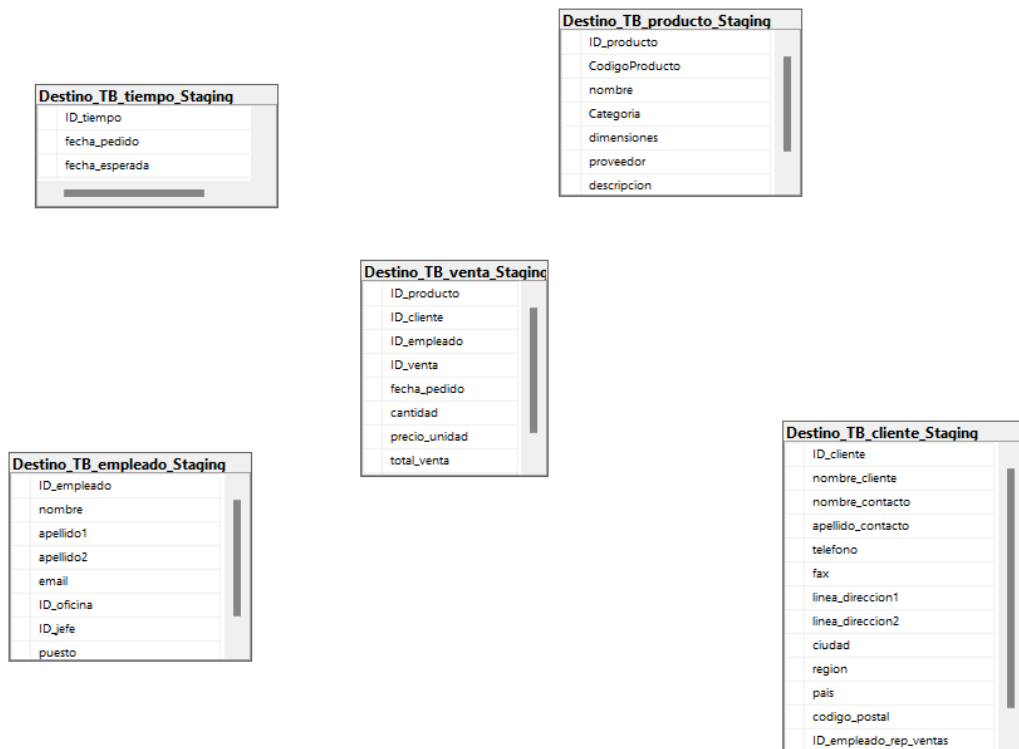 Destino_TB_producto_Staging
ID_producto
CodigoProducto
nombre
Categoria
dimensiones
proveedor
descripcion
Destino_TB_tiempo_Staging
ID_tiempo
fecha_pedido
fecha_esperada
Destino_TB_venta_Staging
ID_producto
ID_cliente
ID_empleado
ID_venta
fecha_pedido
cantidad
precio_unidad
total_venta
Destino_TB_empleado_Staging
ID_empleado
nombre
apellido1
apellido2
email
ID_oficina
ID_jefe
puesto
Destino_TB_cliente_Staging
ID_cliente
nombre_cliente
nombre_contacto
apellido_contacto
telefono
fax
linea_direccion1
linea_direccion2
ciudad
region
pais
codigo_postal
ID_empleado_rep_ventas